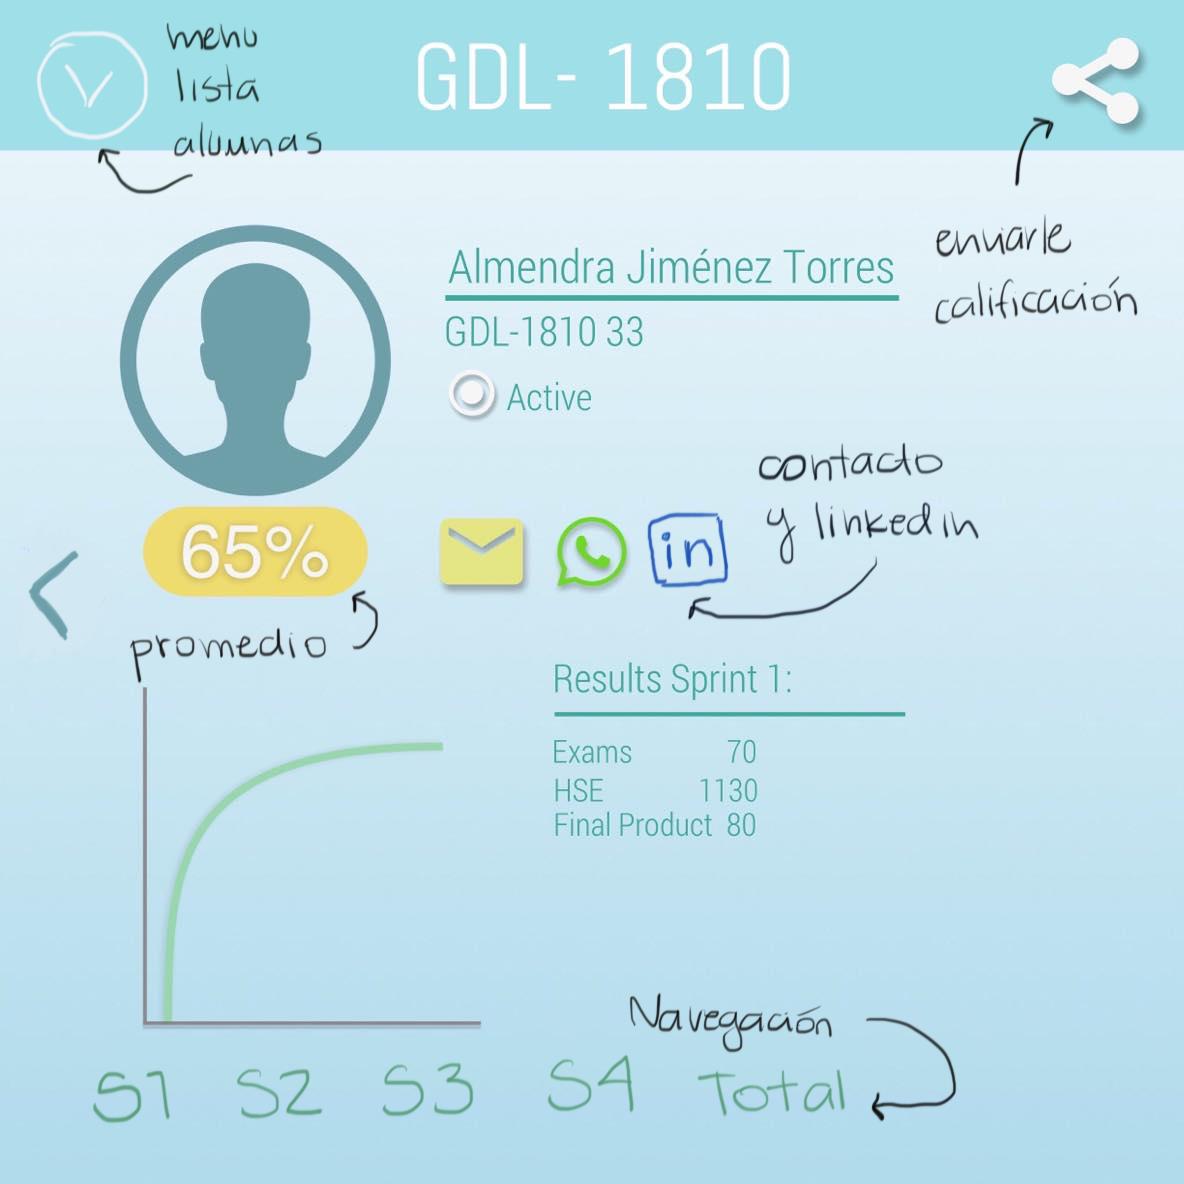 menu
lista
alumnas
GDL- 1810
enviarle
calificación
Almendra Jiménez Torres
GDL-1810 33
Active
contacto
y linkedin
65%
in
promedio
Results Sprint 1:
Exams 70
HSE 1130
Final Product 80
Navegación
S1 S2 S3 S4 Total